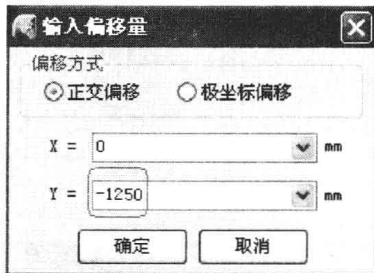 输入偏移量
偏移方式
正交偏移 极坐标偏移
X = 0 mm
Y = -1250 mm
确定 取消